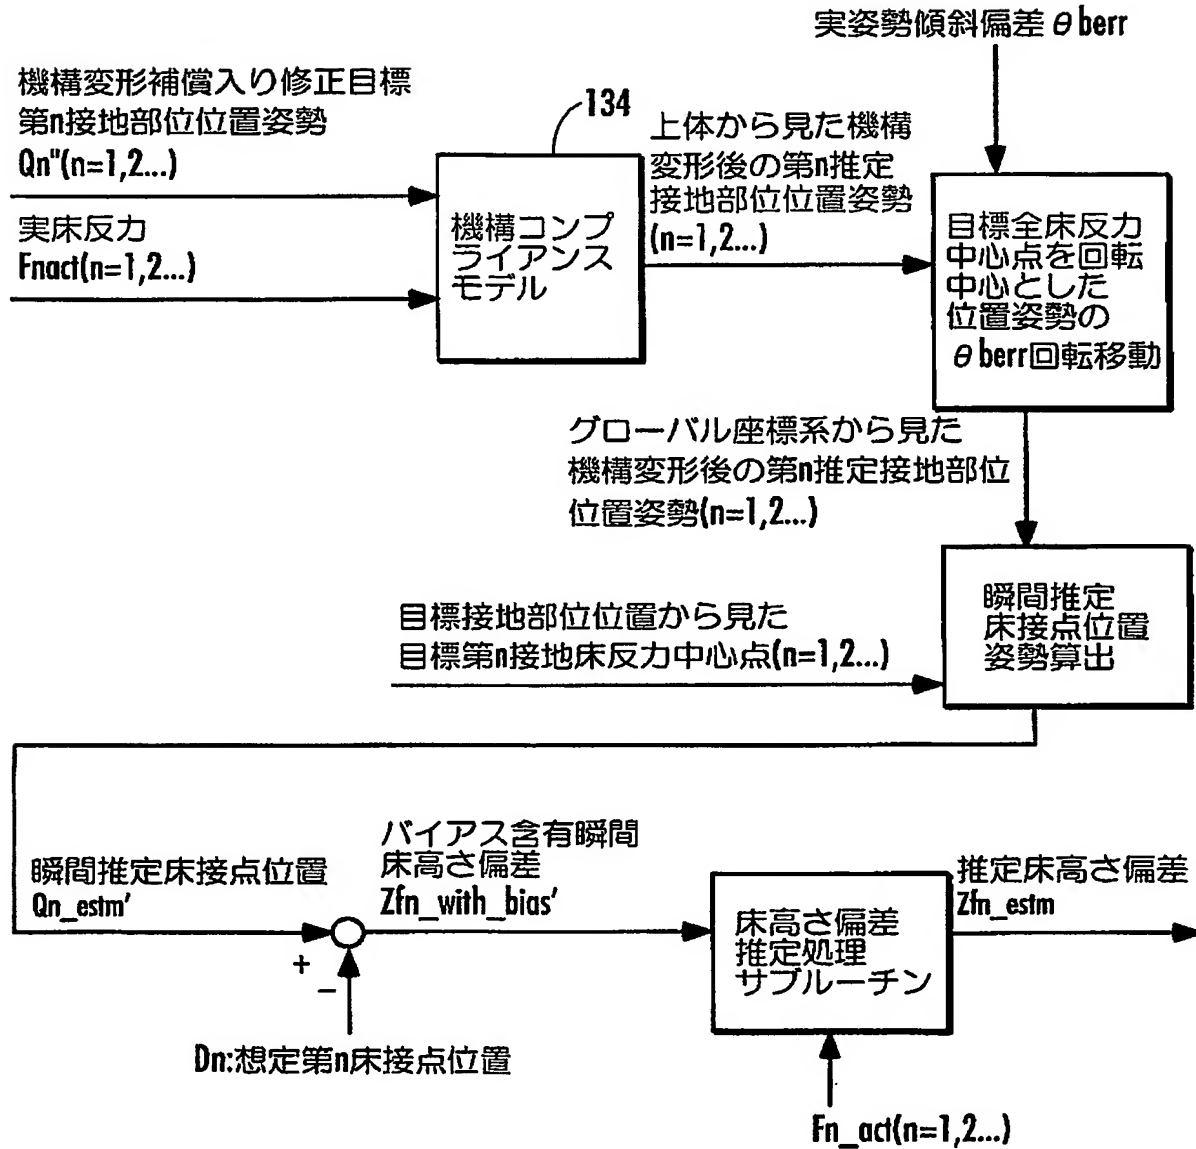 実姿勢傾斜偏差θberr
機構変形補償入り修正目標
第n接地部位位置姿勢
Qn"(n=1,2...)
実床反力
Fnact(n=1,2...)
134
機構コンプ
ライアンス
モデル
上体から見た機構
変形後の第n推定
接地部位位置姿勢
(n=1,2...)
目標全床反力
中心点を回転
中心とした
位置姿勢の
θberr回転移動
グローバル座標系から見た
機構変形後の第n推定接地部位
位置姿勢(n=1,2...)
目標接地部位位置から見た
目標第n接地床反力中心点(n=1,2...)
瞬間推定
床接点位置
姿勢算出
瞬間推定床接点位置
Qn_estm'
+
−
Dn:想定第n床接点位置
バイアス含有瞬間
床高さ偏差
Zfn_with_bias'
床高さ偏差
推定処理
サブルーチン
Fn_act(n=1,2...)
推定床高さ偏差
Zfn_estm